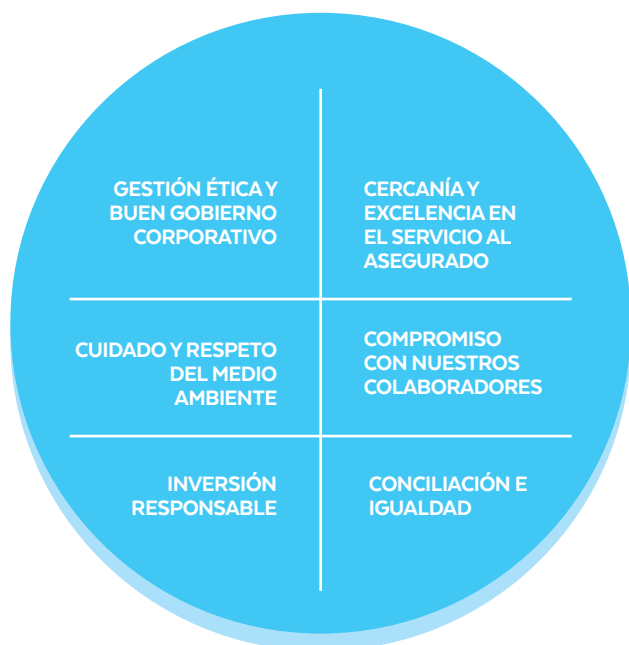 GESTIÓN ÉTICA Y
BUEN GOBIERNO
CORPORATIVO
CERCANÍA Y
EXCELENCIA EN
EL SERVICIO AL
ASEGURADO
CUIDADO Y RESPETO
DEL MEDIO
AMBIENTE
COMPROMISO
CON NUESTROS
COLABORADORES
INVERSIÓN
RESPONSABLE
CONCILIACIÓN E
IGUALDAD